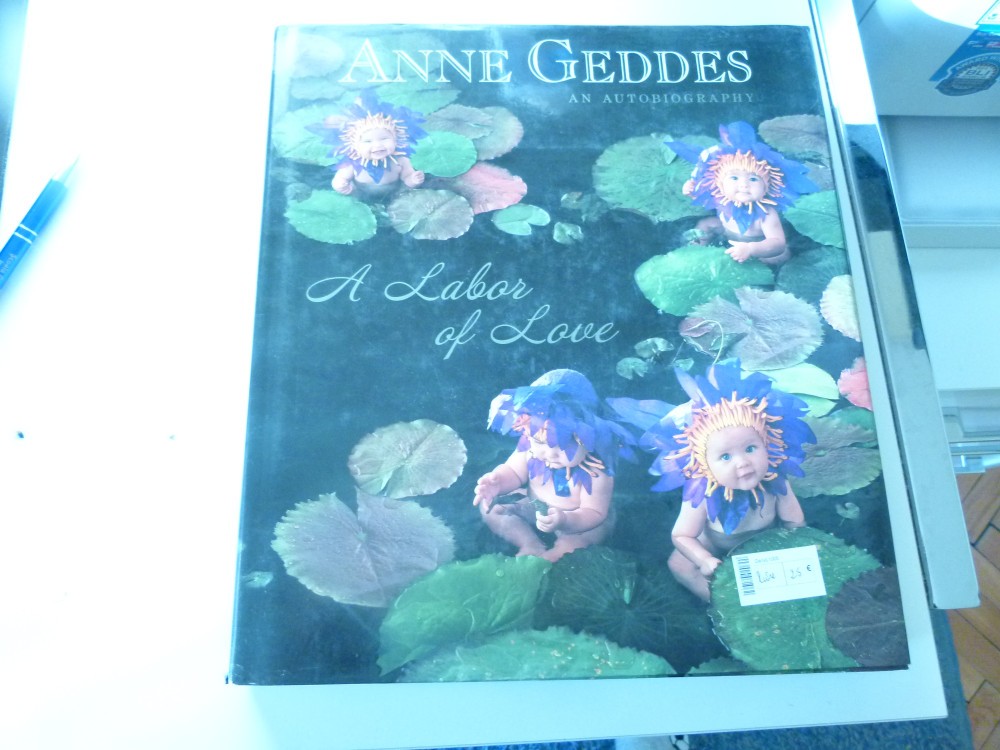 ANNE GEDDES
AN AUTOBIOGRAPHY
A Labor
of Love
25 €